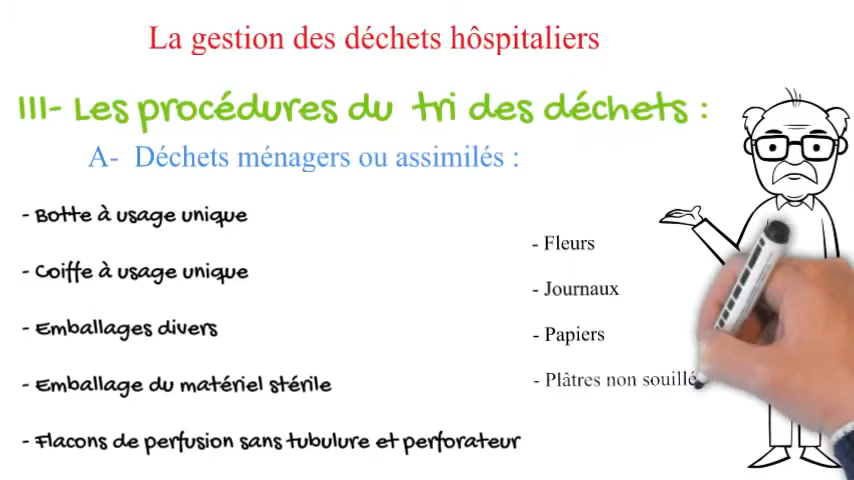 La gestion des déchets hôspitaliers
III- Les procédures du tri des déchets :
A- Déchets ménagers ou assimilés :
- Botte à usage unique
- Coiffe à usage unique
- Emballages divers
- Emballage du matériel stérile
- Flacons de perfusion sans tubulure et perforateur
- Fleurs
- Journaux
- Papiers
- Plâtres non souillé